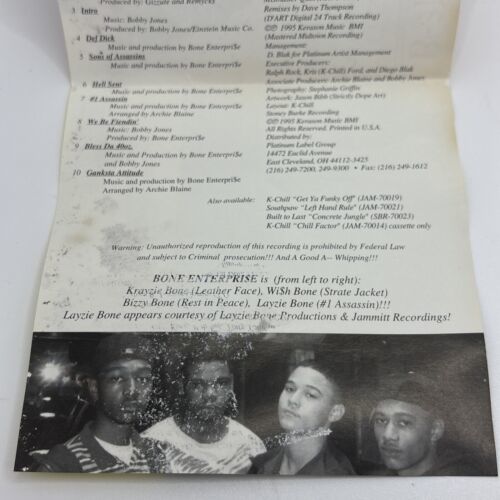 Produced by: Gizzute and Remycks
3 Intro
Music: Bobby Jones
Produced by: Bobby Jones/Einstein Music Co.
4 Def Dick
Music and production by Bone Enterpri$e
5 Sons of Assassins
Music and production by Bone Enterpri$e
6 Hell Sent
Music and production by Bone Enterpri$e
7 #1 Assassin
Music and production by Bone Enterpri$e
Arranged by Archie Blaine
8 We Be Fiendin'
Music: Bobby Jones
Produced by: Bobby Jones
9 Bless Da 40oz.
Music and Production by Bone Enterpri$e
and Bobby Jones
10 Gangsta Attitude
Music and production by Bone Enterpri$e
Arranged by Archie Blaine
Remixes by Dave Thompson
(D'ART Digital 24 Track Recording)
©℗ 1995 Kerason Music BMI
(Mastered Midtown Recording)
Management:
D. Blak for Platinum Artist Management
Executive Producers:
Ralph Rock, Kris (K-Chill) Ford, and Diego Blak
Associate Producers: Archie Blaine and Bobby Jones
Photography: Stephanie Griffin
Artwork: Jason Bibb (Strictly Dope Art)
Layout: K-Chill
Stoney Burke Recording
©℗ 1995 Kerason Music BMI
All Rights Reserved. Printed in U.S.A.
Distributed by:
Platinum Label Group
14472 Euclid Avenue
East Cleveland, OH 44112-3425
(216) 249-7200, 249-9300 • Fax: (216) 249-1612
Also available: K-Chill "Get Ya Funky Off" (JAM-70019)
Southpaw "Left Hand Rule" (JAM-70021)
Built to Last "Concrete Jungle" (SBR-70023)
K-Chill "Chill Factor" (JAM-70014) cassette only
Warning: Unauthorized reproduction of this recording is prohibited by Federal Law
and subject to Criminal prosecution!!! And A Good A-- Whipping!!!
BONE ENTERPRI$E is (from left to right):
Krayzie Bone (Leather Face), Wi$h Bone (Strate Jacket)
Bizzy Bone (Rest in Peace), Layzie Bone (#1 Assassin)!!!
Layzie Bone appears courtesy of Layzie Bone Productions & Jammitt Recordings!